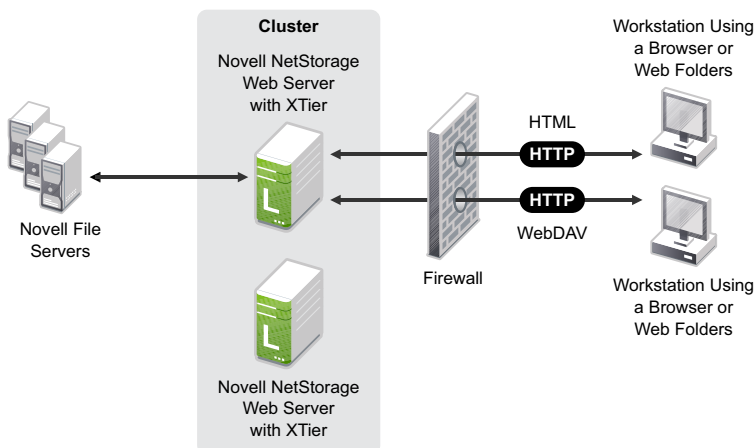 Cluster
Novell NetStorage
Web Server
with XTier
L
Novell File
Servers
L
Novell NetStorage
Web Server
with XTier
Firewall
HTML
HTTP
HTTP
WebDAV
Workstation Using
a Browser or
Web Folders
Workstation Using
a Browser or
Web Folders